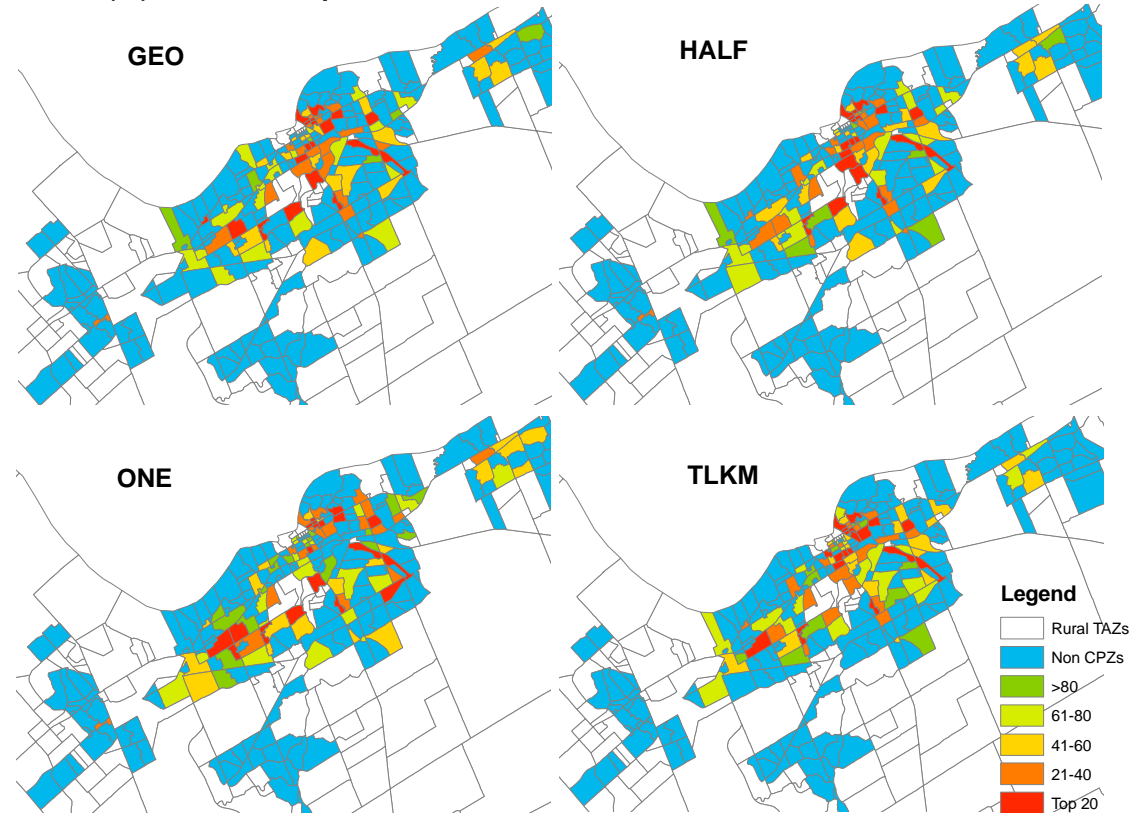 GEO
HALF
ONE
TLKM
Legend
Rural TAZs
Non CPZs
>80
61-80
41-60
21-40
Top 20